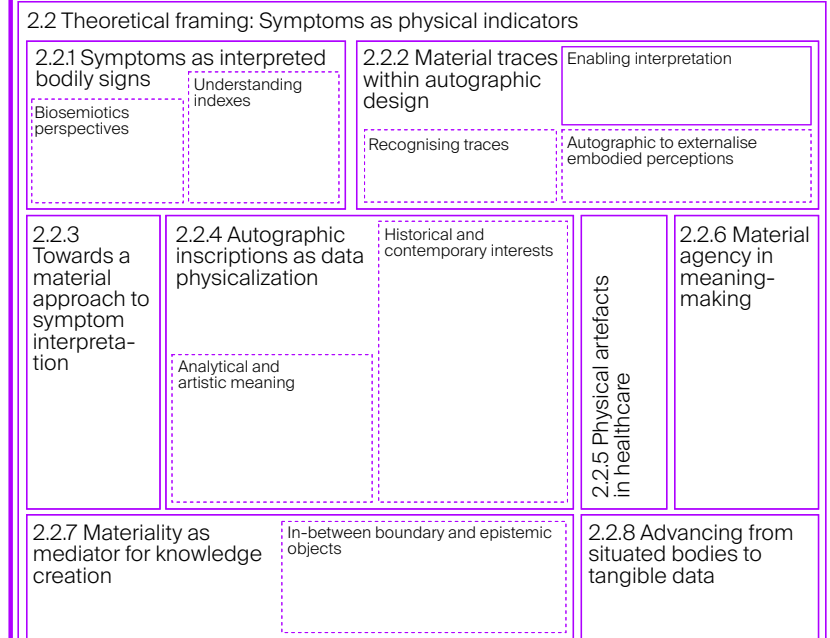 2.2 Theoretical framing: Symptoms as physical indicators
2.2.1 Symptoms as interpreted
bodily signs
Understanding
indexes
Biosemiotics
perspectives
2.2.2 Material traces
within autographic
design
Enabling interpretation
Recognising traces
Autographic to externalise
embodied perceptions
2.2.3
Towards a
material
approach to
symptom
interpreta-
tion
2.2.4 Autographic
inscriptions as data
physicalization
Historical and
contemporary interests
Analytical and
artistic meaning
2.2.5 Physical artefacts
in healthcare
2.2.6 Material
agency in
meaning-
making
2.2.7 Materiality as
mediator for knowledge
creation
In-between boundary and epistemic
objects
2.2.8 Advancing from
situated bodies to
tangible data